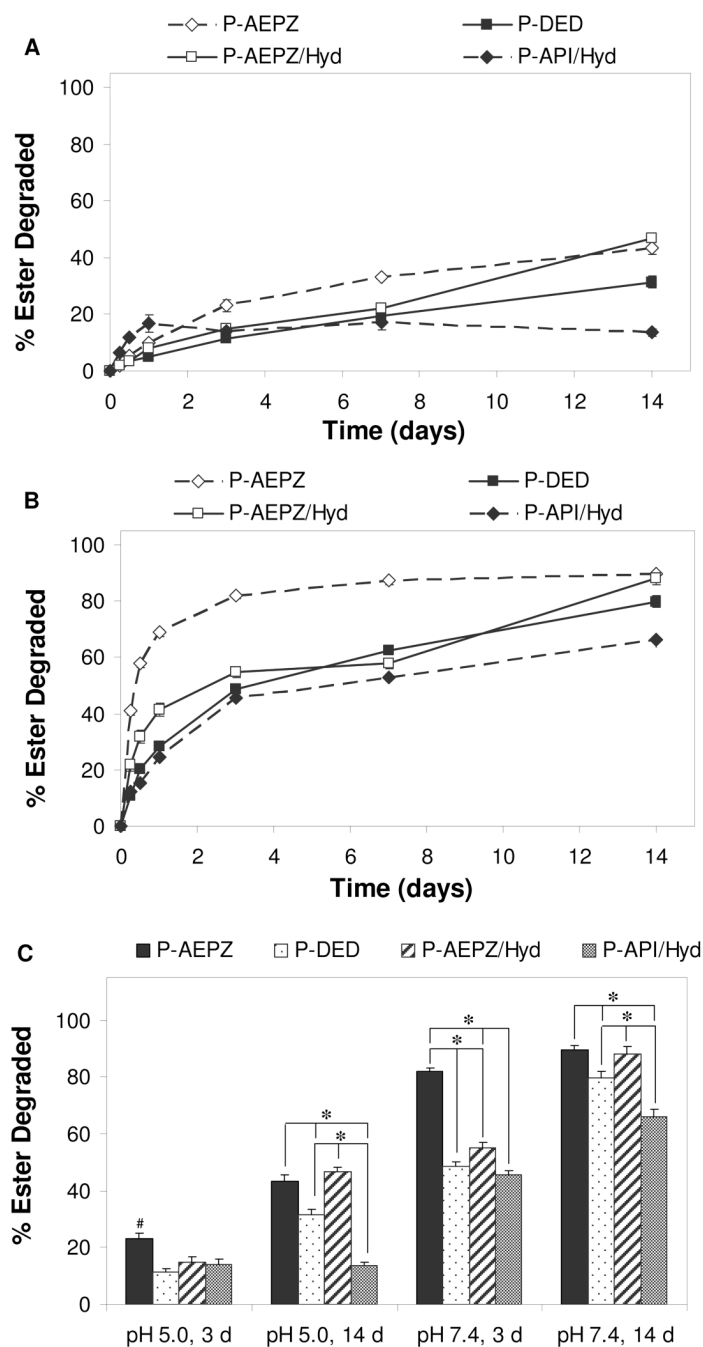 A
P-AEPZ P-DED
P-AEPZ/Hyd P-API/Hyd
% Ester Degraded
100
80
60
40
20
0
0 2 4 6 8 10 12 14
Time (days)
B
P-AEPZ P-DED
P-AEPZ/Hyd P-API/Hyd
% Ester Degraded
100
80
60
40
20
0
0 2 4 6 8 10 12 14
Time (days)
C
P-AEPZ P-DED P-AEPZ/Hyd P-API/Hyd
% Ester Degraded
100
80
60
40
20
0
#
* *
* *
* *
pH 5.0, 3 d pH 5.0, 14 d pH 7.4, 3 d pH 7.4, 14 d